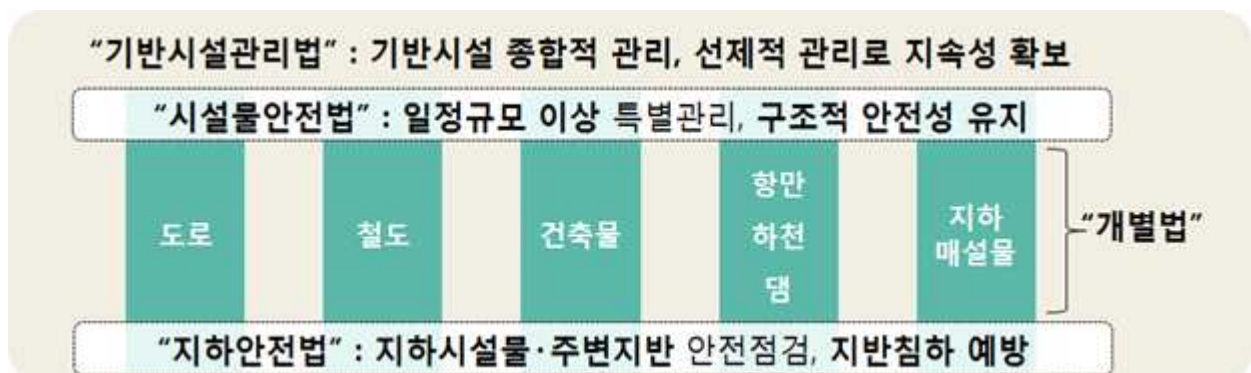 “기반시설관리법” : 기반시설 종합적 관리, 선제적 관리로 지속성 확보
“시설물안전법” : 일정규모 이상 특별관리, 구조적 안전성 유지
도로
철도
건축물
항만
하천
댐
지하
매설물
“개별법”
“지하안전법” : 지하시설물·주변지반 안전점검, 지반침하 예방